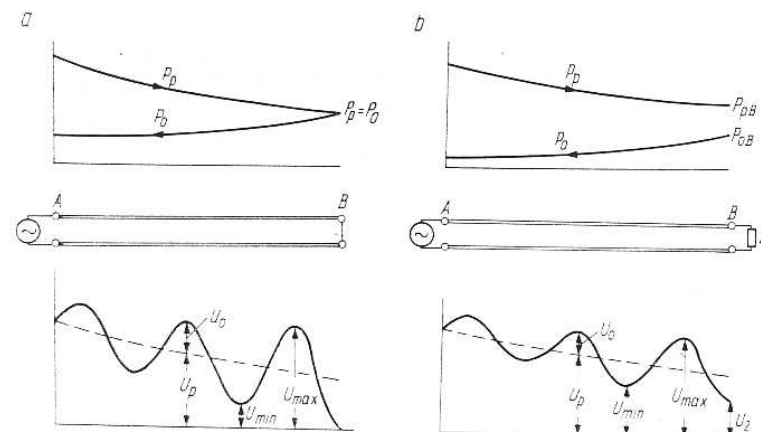 a
P_p
P_o
P_p = P_o
A
B
~
U_o
U_p
U_min
U_max
b
P_p
P_o
P_pB
P_oB
A
B
~
U_o
U_p
U_min
U_max
U_2